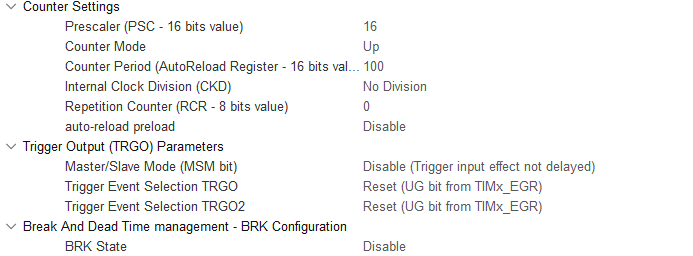 Counter Settings
Prescaler (PSC - 16 bits value) 16
Counter Mode Up
Counter Period (AutoReload Register - 16 bits val... 100
Internal Clock Division (CKD) No Division
Repetition Counter (RCR - 8 bits value) 0
auto-reload preload Disable
Trigger Output (TRGO) Parameters
Master/Slave Mode (MSM bit) Disable (Trigger input effect not delayed)
Trigger Event Selection TRGO Reset (UG bit from TIMx_EGR)
Trigger Event Selection TRGO2 Reset (UG bit from TIMx_EGR)
Break And Dead Time management - BRK Configuration
BRK State Disable